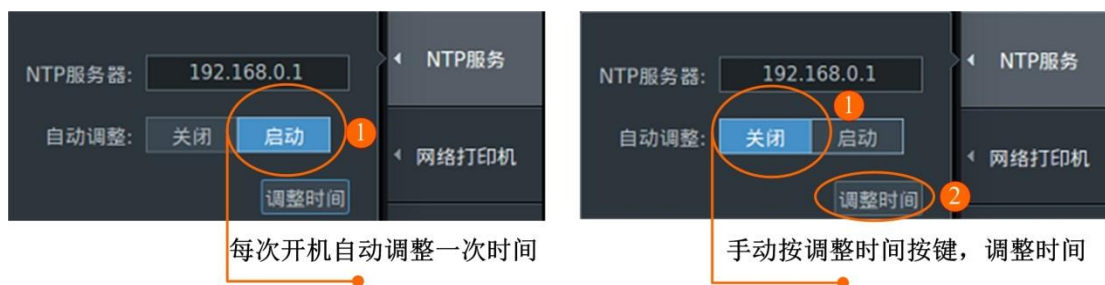 NTP服务器: 192.168.0.1
NTP服务
自动调整: 关闭 启动 1
网络打印机
调整时间
每次开机自动调整一次时间
NTP服务器: 192.168.0.1
NTP服务
1
自动调整: 关闭 启动
网络打印机
调整时间 2
手动按调整时间按键，调整时间